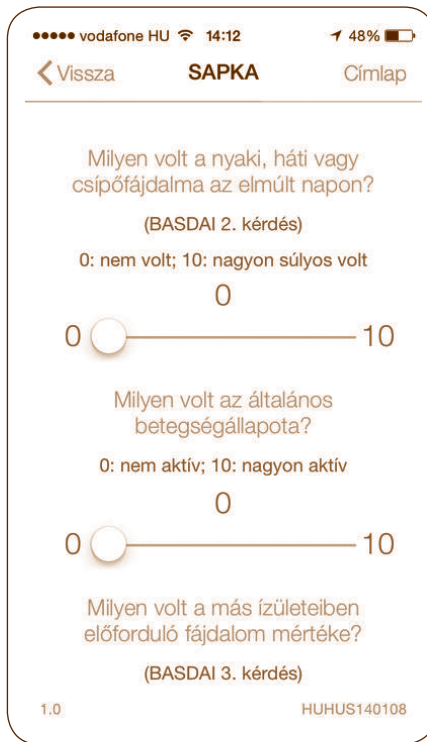 vodafone HU 14:12 48%
Vissza SAPKA Címlap
Milyen volt a nyaki, háti vagy
csípőfájdalma az elmúlt napon?
(BASDAI 2. kérdés)
0: nem volt; 10: nagyon súlyos volt
0
0 10
Milyen volt az általános
betegségállapota?
0: nem aktív; 10: nagyon aktív
0
0 10
Milyen volt a más ízületeiben
előforduló fájdalom mértéke?
(BASDAI 3. kérdés)
1.0 HUHUS140108